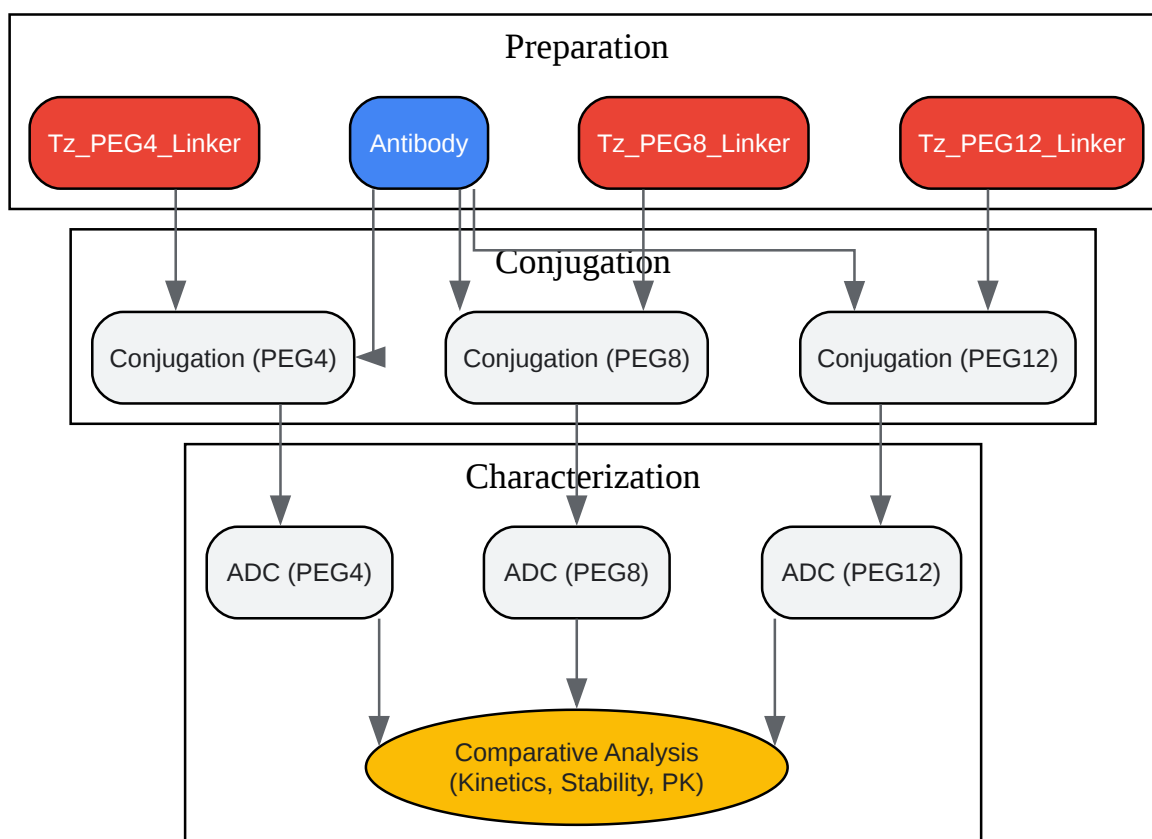 Preparation
Tz_PEG4_Linker
Antibody
Tz_PEG8_Linker
Tz_PEG12_Linker
Conjugation
Conjugation (PEG4)
Conjugation (PEG8)
Conjugation (PEG12)
Characterization
ADC (PEG4)
ADC (PEG8)
ADC (PEG12)
Comparative Analysis
(Kinetics, Stability, PK)